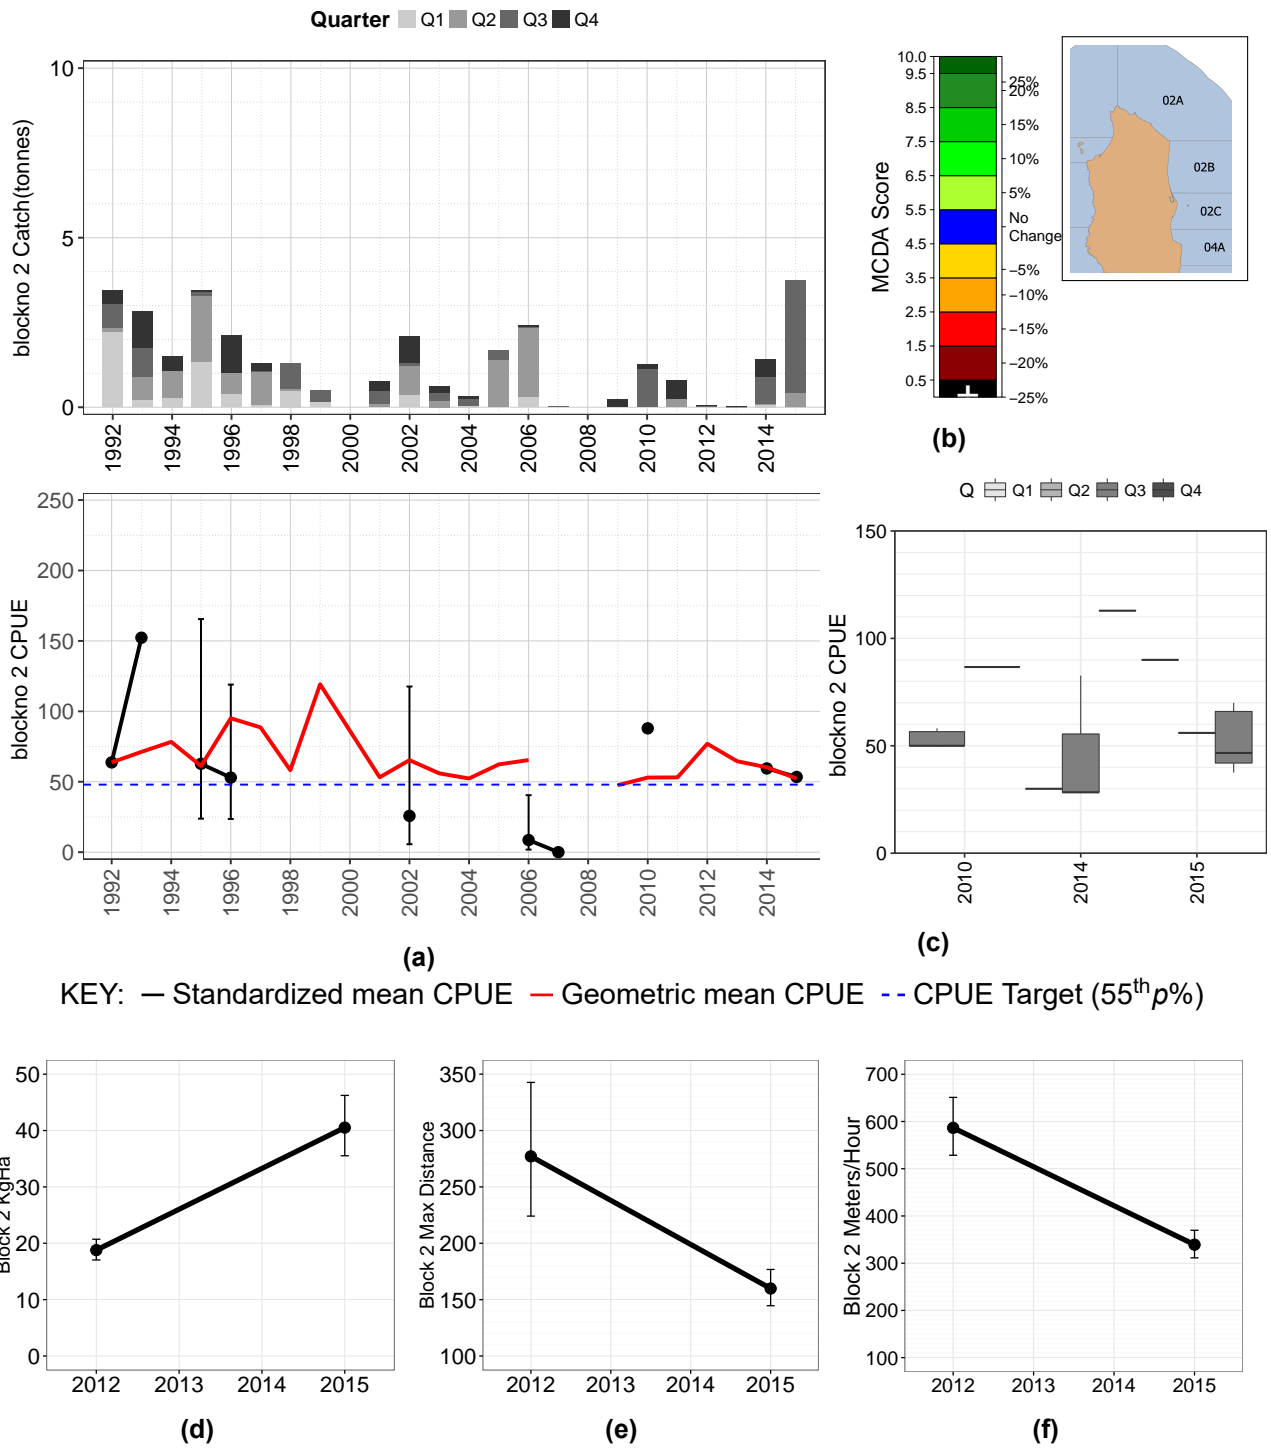 Quarter Q1 Q2 Q3 Q4
blockno 2 Catch(tonnes)
10
5
0
1992 1994 1996 1998 2000 2002 2004 2006 2008 2010 2012 2014
blockno 2 CPUE
250
200
150
100
50
0
1992 1994 1996 1998 2000 2002 2004 2006 2008 2010 2012 2014
(a)
MCDA Score
10.0
9.5
8.5
7.5
6.5
5.5
4.5
3.5
2.5
1.5
0.5
25%
20%
15%
10%
5%
No
Change
−5%
−10%
−15%
−20%
−25%
(b)
02A
02B
02C
04A
Q Q1 Q2 Q3 Q4
blockno 2 CPUE
150
100
50
0
2010 2014 2015
(c)
KEY: Standardized mean CPUE Geometric mean CPUE CPUE Target (55th p%)
Block 2 KgHa
50
40
30
20
10
0
2012 2013 2014 2015
(d)
Block 2 Max Distance
350
300
250
200
150
100
2012 2013 2014 2015
(e)
Block 2 Meters/Hour
700
600
500
400
300
200
100
2012 2013 2014 2015
(f)